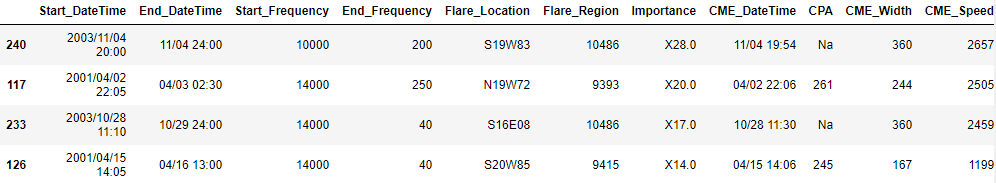 Start_DateTime End_DateTime Start_Frequency End_Frequency Flare_Location Flare_Region Importance CME_DateTime CPA CME_Width CME_Speed
240 2003/11/04 20:00 11/04 24:00 10000 200 S19W83 10486 X28.0 11/04 19:54 Na 360 2657
117 2001/04/02 22:05 04/03 02:30 14000 250 N19W72 9393 X20.0 04/02 22:06 261 244 2505
233 2003/10/28 11:10 10/29 24:00 14000 40 S16E08 10486 X17.0 10/28 11:30 Na 360 2459
126 2001/04/15 14:05 04/16 13:00 14000 40 S20W85 9415 X14.0 04/15 14:06 245 167 1199